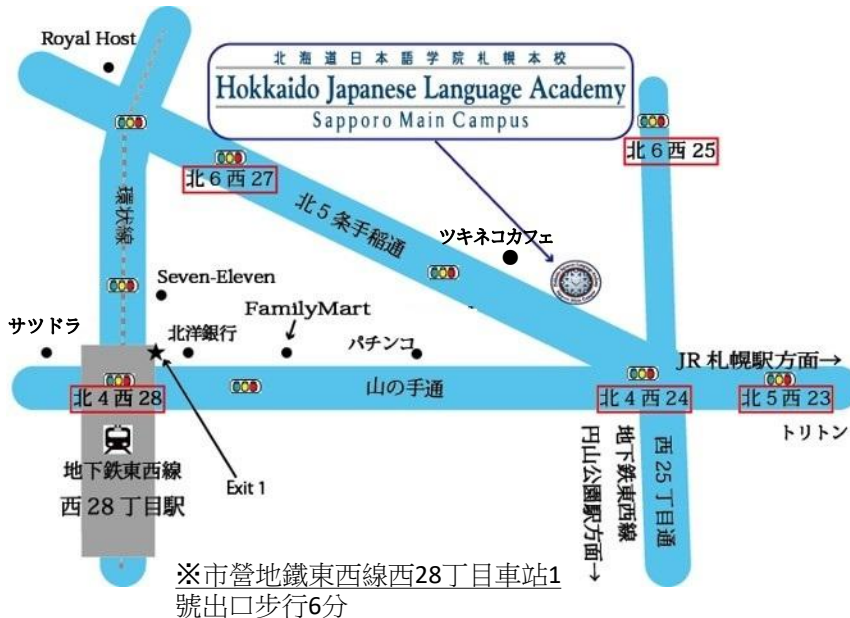 Royal Host
北海道日本語学院札幌本校
Hokkaido Japanese Language Academy
Sapporo Main Campus
北6西25
北6西27
環状線
北5条手稲通
ツキネコカフェ
Seven-Eleven
サツドラ
北洋銀行
FamilyMart
パチンコ
JR 札幌駅方面→
北4西28
山の手通
北4西24
北5西23
トリトン
地下鉄東西線
西28丁目駅
Exit 1
地下鉄東西線
円山公園駅方面→
西25丁目通
※市營地鐵東西線西28丁目車站1
號出口步行6分